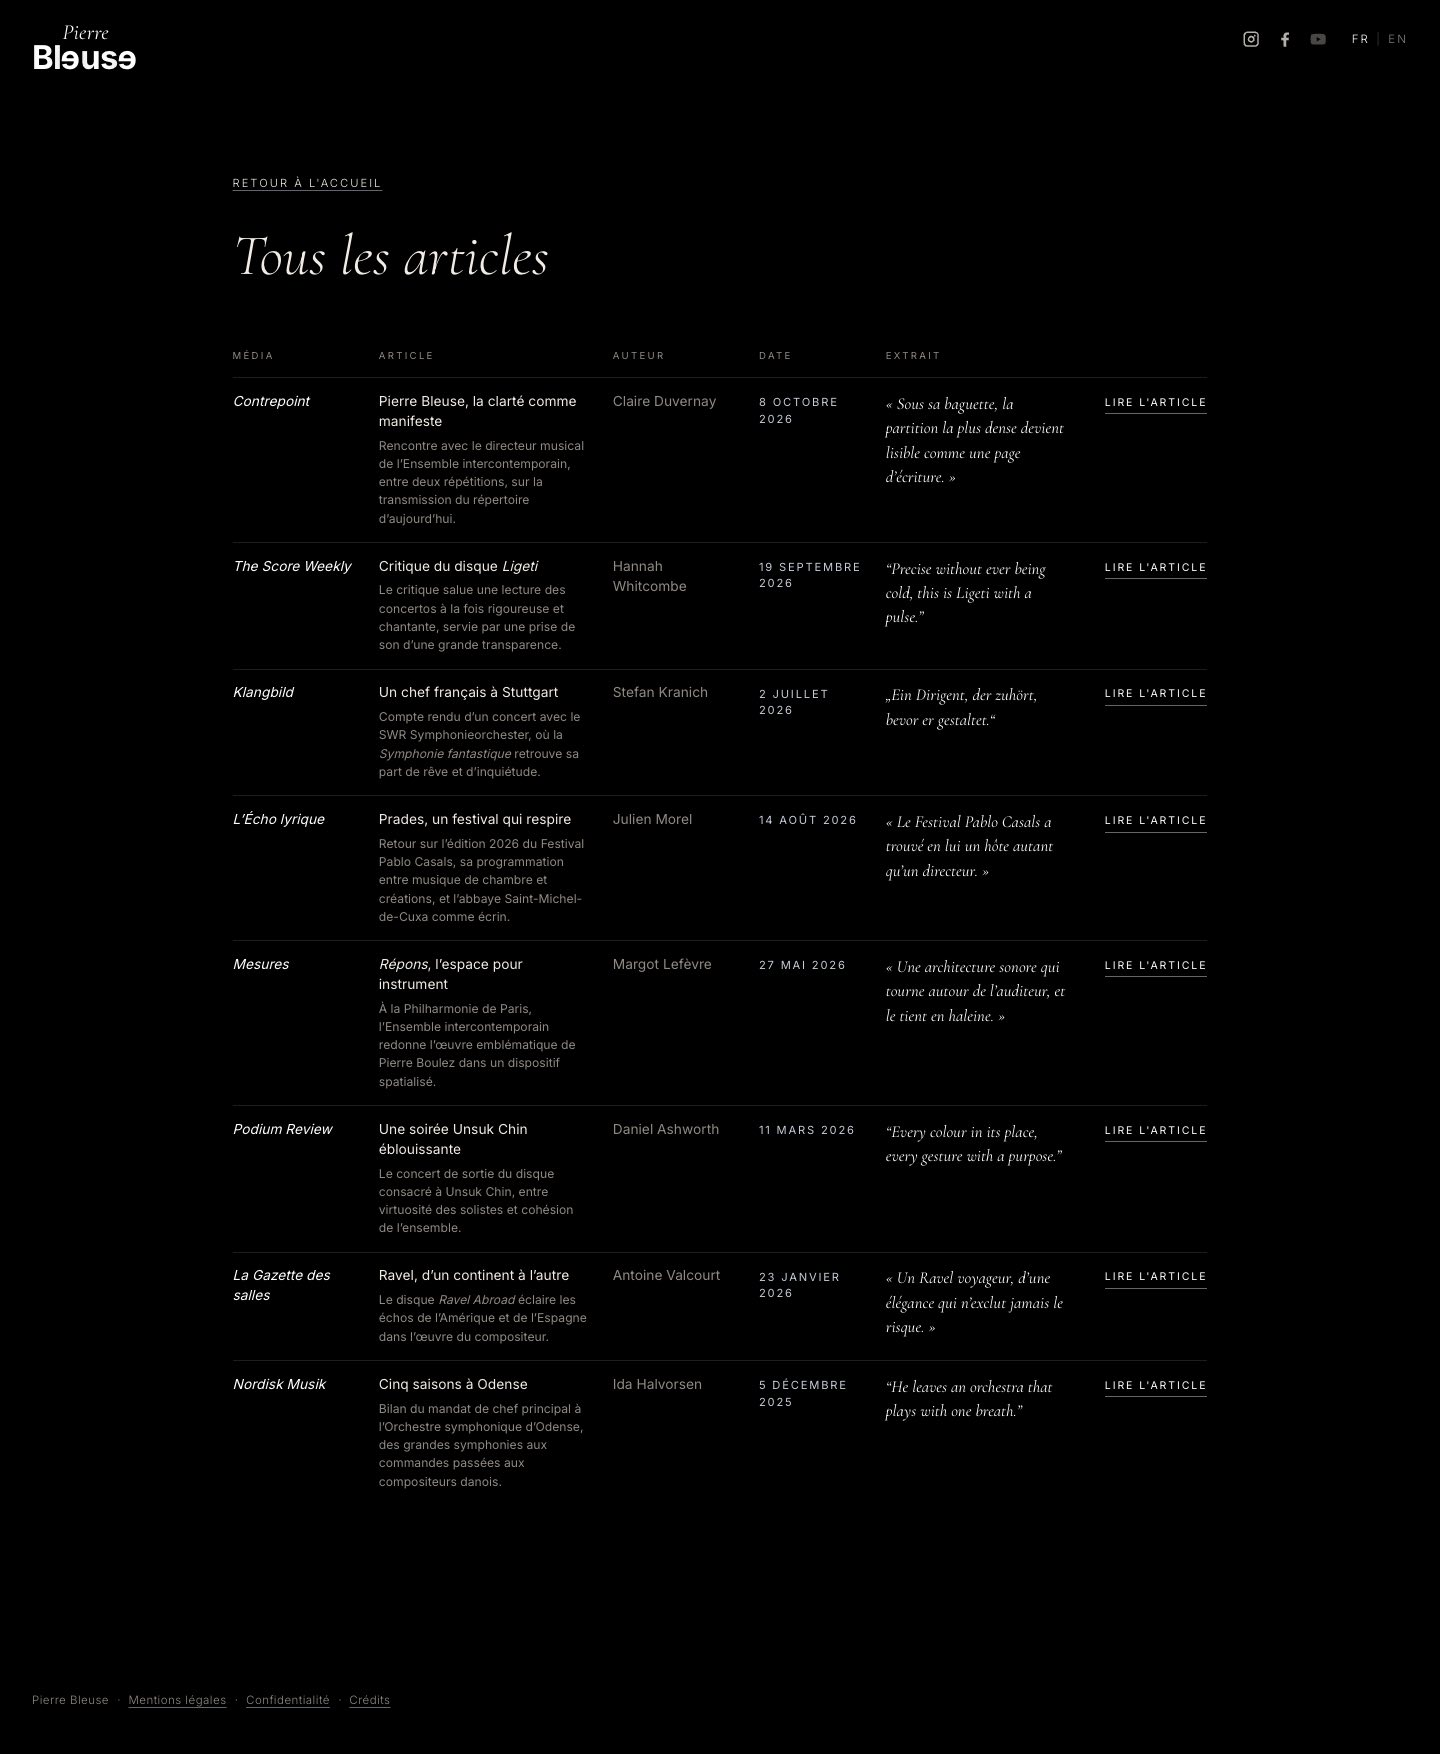 Pierre
Bleuse
FR | EN
RETOUR À L'ACCUEIL
Tous les articles
MÉDIA ARTICLE AUTEUR DATE EXTRAIT
Contrepoint
Pierre Bleuse, la clarté comme
manifeste
Rencontre avec le directeur musical
de l’Ensemble intercontemporain,
entre deux répétitions, sur la
transmission du répertoire
d’aujourd’hui.
Claire Duvernay
8 OCTOBRE
2026
« Sous sa baguette, la
partition la plus dense devient
lisible comme une page
d’écriture. »
LIRE L'ARTICLE
The Score Weekly
Critique du disque Ligeti
Le critique salue une lecture des
concertos à la fois rigoureuse et
chantante, servie par une prise de
son d’une grande transparence.
Hannah
Whitcombe
19 SEPTEMBRE
2026
“Precise without ever being
cold, this is Ligeti with a
pulse.”
LIRE L'ARTICLE
Klangbild
Un chef français à Stuttgart
Compte rendu d’un concert avec le
SWR Symphonieorchester, où la
Symphonie fantastique retrouve sa
part de rêve et d’inquiétude.
Stefan Kranich
2 JUILLET
2026
„Ein Dirigent, der zuhört,
bevor er gestaltet.“
LIRE L'ARTICLE
L’Écho lyrique
Prades, un festival qui respire
Retour sur l’édition 2026 du Festival
Pablo Casals, sa programmation
entre musique de chambre et
créations, et l’abbaye Saint-Michel-
de-Cuxa comme écrin.
Julien Morel
14 AOÛT 2026
« Le Festival Pablo Casals a
trouvé en lui un hôte autant
qu’un directeur. »
LIRE L'ARTICLE
Mesures
Répons, l’espace pour
instrument
À la Philharmonie de Paris,
l’Ensemble intercontemporain
redonne l’œuvre emblématique de
Pierre Boulez dans un dispositif
spatialisé.
Margot Lefèvre
27 MAI 2026
« Une architecture sonore qui
tourne autour de l’auditeur, et
le tient en haleine. »
LIRE L'ARTICLE
Podium Review
Une soirée Unsuk Chin
éblouissante
Le concert de sortie du disque
consacré à Unsuk Chin, entre
virtuosité des solistes et cohésion
de l’ensemble.
Daniel Ashworth
11 MARS 2026
“Every colour in its place,
every gesture with a purpose.”
LIRE L'ARTICLE
La Gazette des
salles
Ravel, d’un continent à l’autre
Le disque Ravel Abroad éclaire les
échos de l’Amérique et de l’Espagne
dans l’œuvre du compositeur.
Antoine Valcourt
23 JANVIER
2026
« Un Ravel voyageur, d’une
élégance qui n’exclut jamais le
risque. »
LIRE L'ARTICLE
Nordisk Musik
Cinq saisons à Odense
Bilan du mandat de chef principal à
l’Orchestre symphonique d’Odense,
des grandes symphonies aux
commandes passées aux
compositeurs danois.
Ida Halvorsen
5 DÉCEMBRE
2025
“He leaves an orchestra that
plays with one breath.”
LIRE L'ARTICLE
Pierre Bleuse · Mentions légales · Confidentialité · Crédits